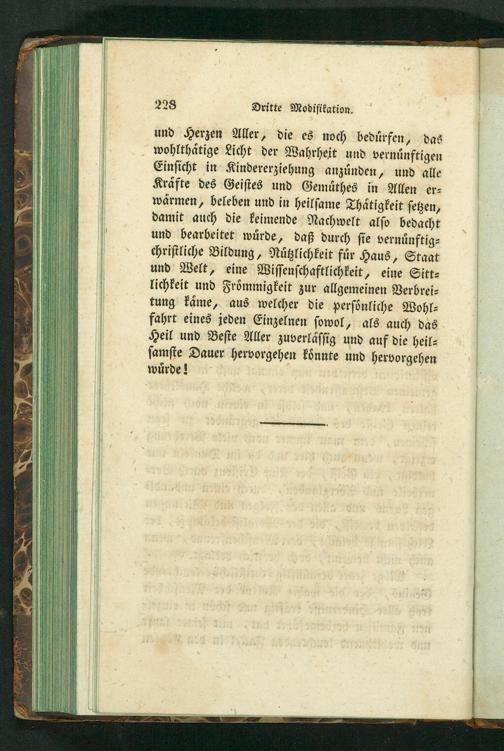 228 Dritte Modifikation.
und Herzen Aller, die es noch bedürfen, das
wohlthätige Licht der Wahrheit und vernünftigen
Einsicht in Kindererziehung anzünden, und alle
Kräfte des Geistes und Gemüthes in Allen er-
wärmen, beleben und in heilsame Thätigkeit setzen,
damit auch die keimende Nachwelt also bedacht
und bearbeitet würde, daß durch sie vernünftig-
christliche Bildung, Nützlichkeit für Haus, Staat
und Welt, eine Wissenschaftlichkeit, eine Sitt-
lichkeit und Frömmigkeit zur allgemeinen Verbrei-
tung käme, aus welcher die persönliche Wohl-
fahrt eines jeden Einzelnen sowol, als auch das
Heil und Beste Aller zuverlässig und auf die heil-
samste Dauer hervorgehen könnte und hervorgehen
würde!